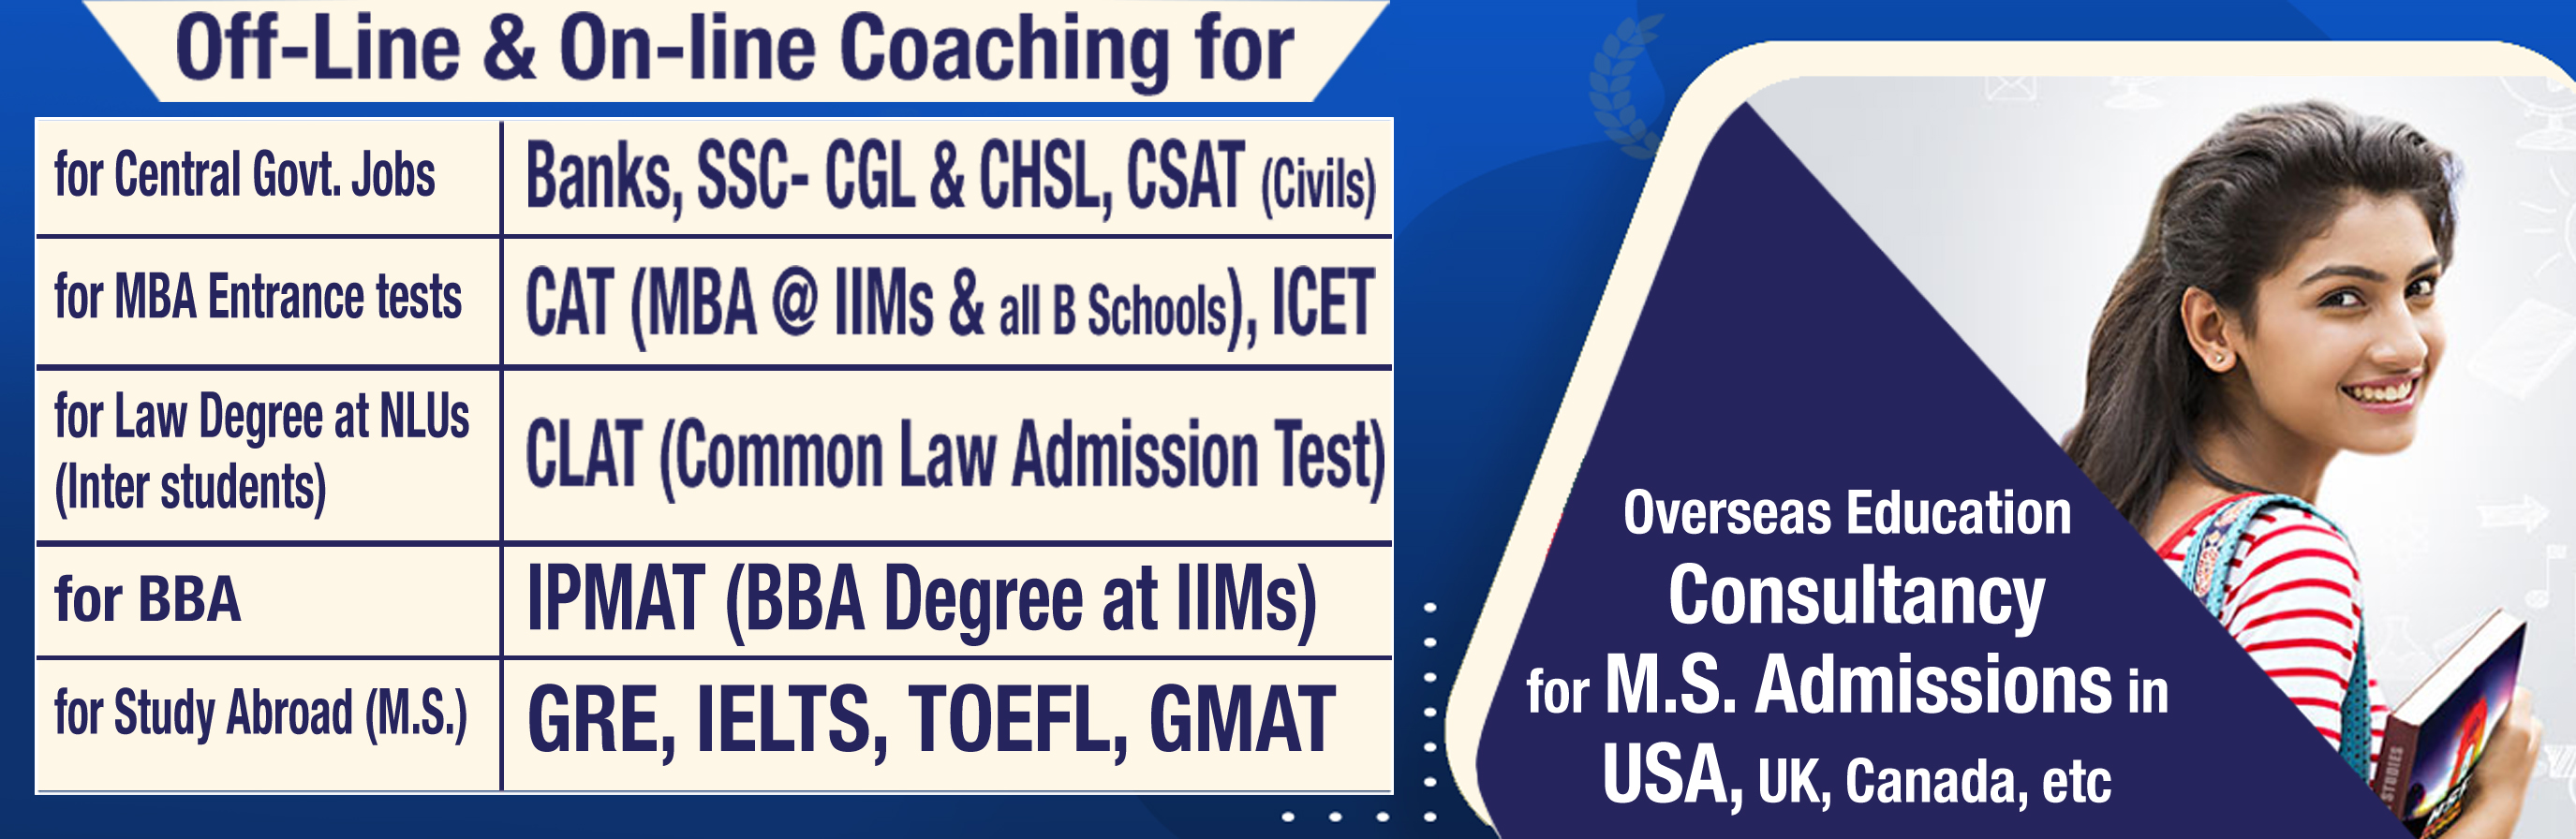 Off-Line & On-line Coaching for
for Central Govt. Jobs
Banks, SSC- CGL & CHSL, CSAT (Civils)
for MBA Entrance tests
CAT (MBA @ IIMs & all B Schools), ICET
for Law Degree at NLUs
(Inter students)
CLAT (Common Law Admission Test)
for BBA
IPMAT (BBA Degree at IIMs)
for Study Abroad (M.S.)
GRE, IELTS, TOEFL, GMAT
Overseas Education
Consultancy
for M.S. Admissions in
USA, UK, Canada, etc
STUDIES